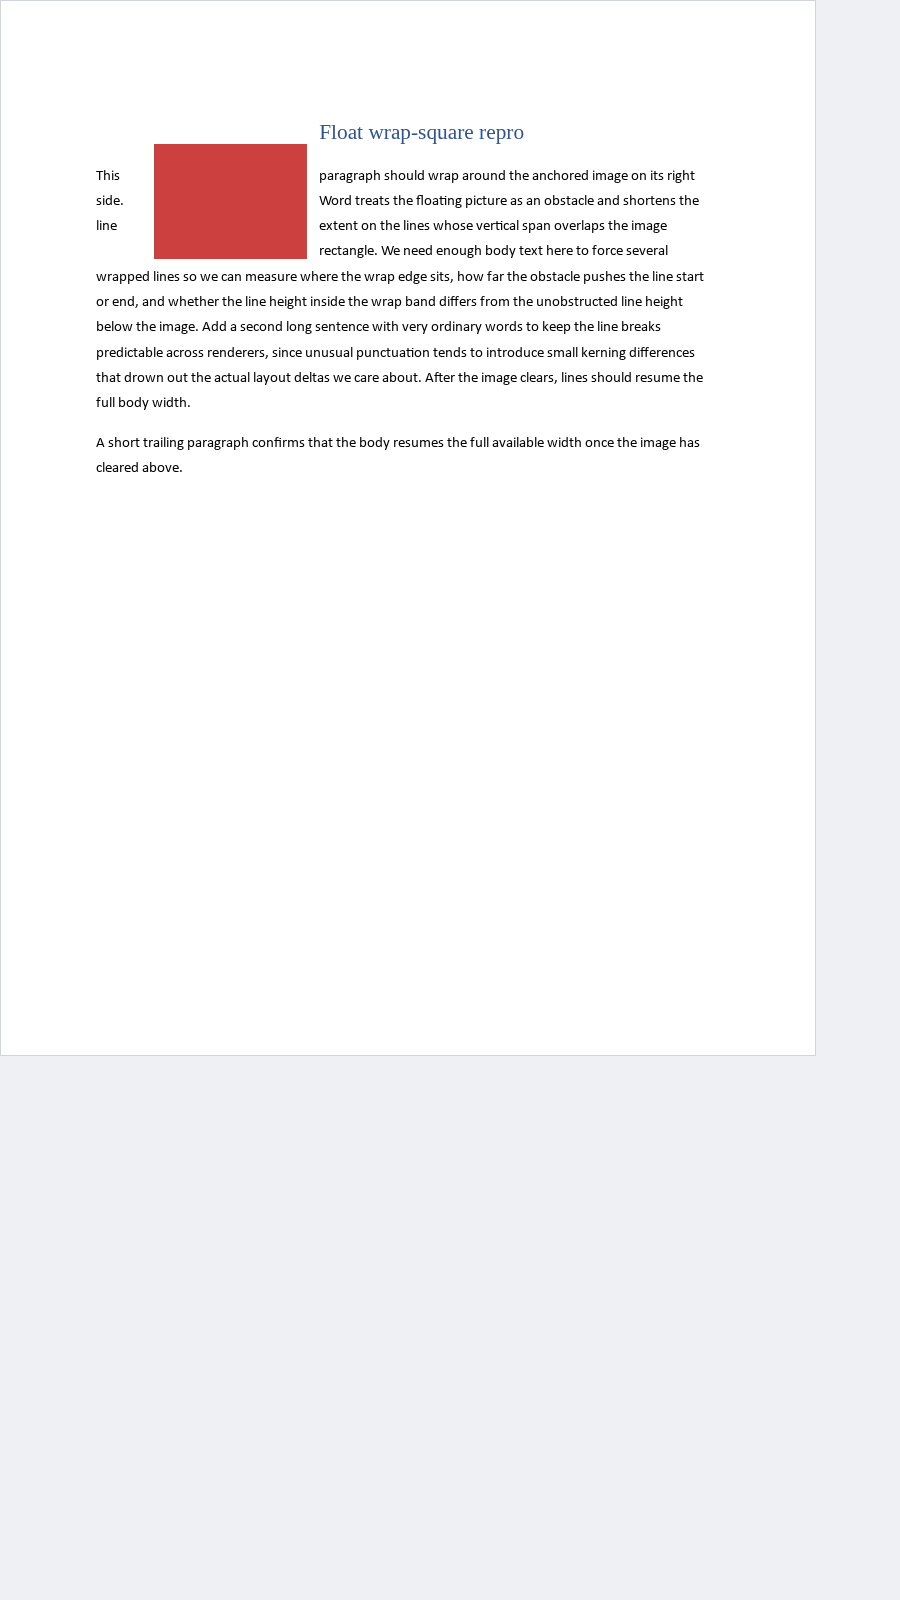 Float wrap-square repro
This paragraph should wrap around the anchored image on its right
side. Word treats the floating picture as an obstacle and shortens the
line extent on the lines whose vertical span overlaps the image
rectangle. We need enough body text here to force several
wrapped lines so we can measure where the wrap edge sits, how far the obstacle pushes the line start
or end, and whether the line height inside the wrap band differs from the unobstructed line height
below the image. Add a second long sentence with very ordinary words to keep the line breaks
predictable across renderers, since unusual punctuation tends to introduce small kerning differences
that drown out the actual layout deltas we care about. After the image clears, lines should resume the
full body width.
A short trailing paragraph confirms that the body resumes the full available width once the image has
cleared above.